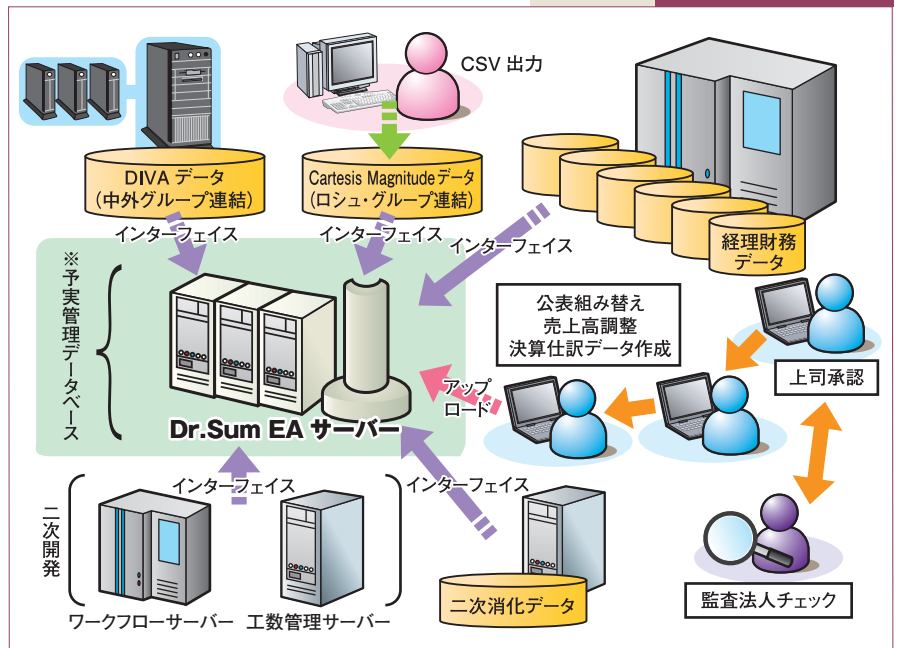 CSV 出力
DIVA データ
（中外グループ連結）
Cartesis Magnitudeデータ
（ロシュ・グループ連結）
経理財務
データ
インターフェイス
インターフェイス
インターフェイス
※予実管理データベース
Dr.Sum EA サーバー
公表組み替え
売上高調整
決算仕訳データ作成
アップ
ロード
上司承認
二次開発
インターフェイス
インターフェイス
ワークフローサーバー
工数管理サーバー
二次消化データ
監査法人チェック